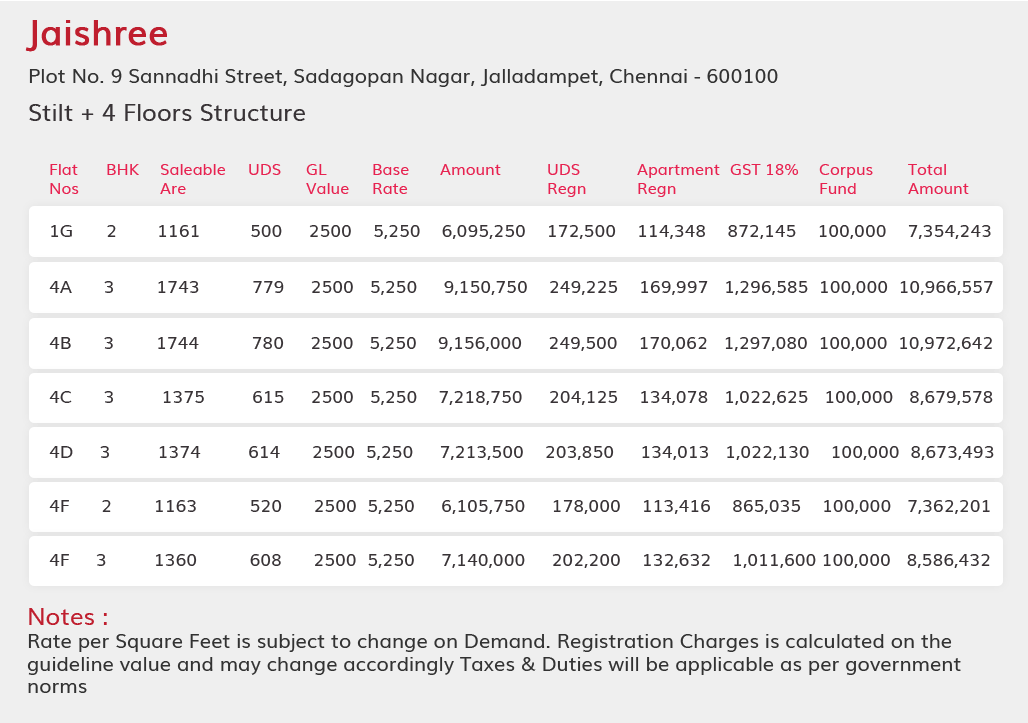 Jaishree
Plot No. 9 Sannadhi Street, Sadagopan Nagar, Jalladampet, Chennai - 600100
Stilt + 4 Floors Structure
Flat Nos BHK Saleable Are UDS GL Value Base Rate Amount UDS Regn Apartment Regn GST 18% Corpus Fund Total Amount
1G 2 1161 500 2500 5,250 6,095,250 172,500 114,348 872,145 100,000 7,354,243
4A 3 1743 779 2500 5,250 9,150,750 249,225 169,997 1,296,585 100,000 10,966,557
4B 3 1744 780 2500 5,250 9,156,000 249,500 170,062 1,297,080 100,000 10,972,642
4C 3 1375 615 2500 5,250 7,218,750 204,125 134,078 1,022,625 100,000 8,679,578
4D 3 1374 614 2500 5,250 7,213,500 203,850 134,013 1,022,130 100,000 8,673,493
4F 2 1163 520 2500 5,250 6,105,750 178,000 113,416 865,035 100,000 7,362,201
4F 3 1360 608 2500 5,250 7,140,000 202,200 132,632 1,011,600 100,000 8,586,432
Notes :
Rate per Square Feet is subject to change on Demand. Registration Charges is calculated on the
guideline value and may change accordingly Taxes & Duties will be applicable as per government
norms